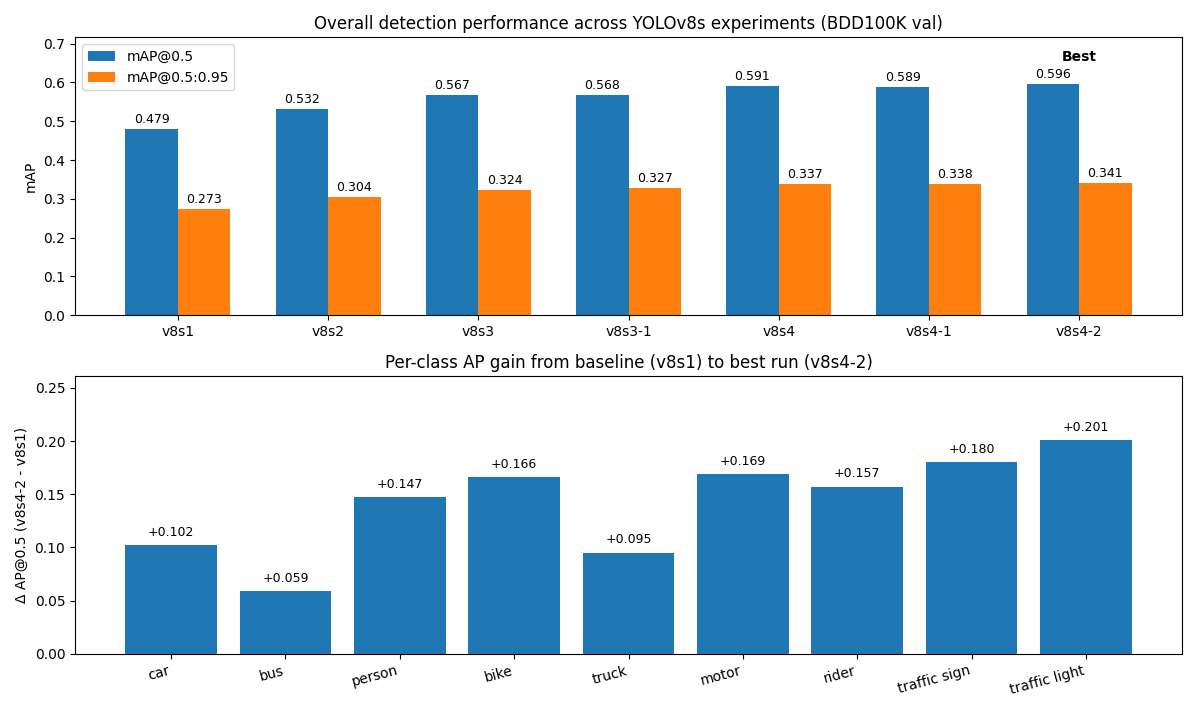 Overall detection performance across YOLOv8s experiments (BDD100K val)
mAP@0.5
mAP@0.5:0.95
Best
mAP
0.7
0.6
0.5
0.4
0.3
0.2
0.1
0.0
0.479
0.273
0.532
0.304
0.567
0.324
0.568
0.327
0.591
0.337
0.589
0.338
0.596
0.341
v8s1
v8s2
v8s3
v8s3-1
v8s4
v8s4-1
v8s4-2
Per-class AP gain from baseline (v8s1) to best run (v8s4-2)
Δ AP@0.5 (v8s4-2 - v8s1)
0.25
0.20
0.15
0.10
0.05
0.00
+0.102
+0.059
+0.147
+0.166
+0.095
+0.169
+0.157
+0.180
+0.201
car
bus
person
bike
truck
motor
rider
traffic sign
traffic light